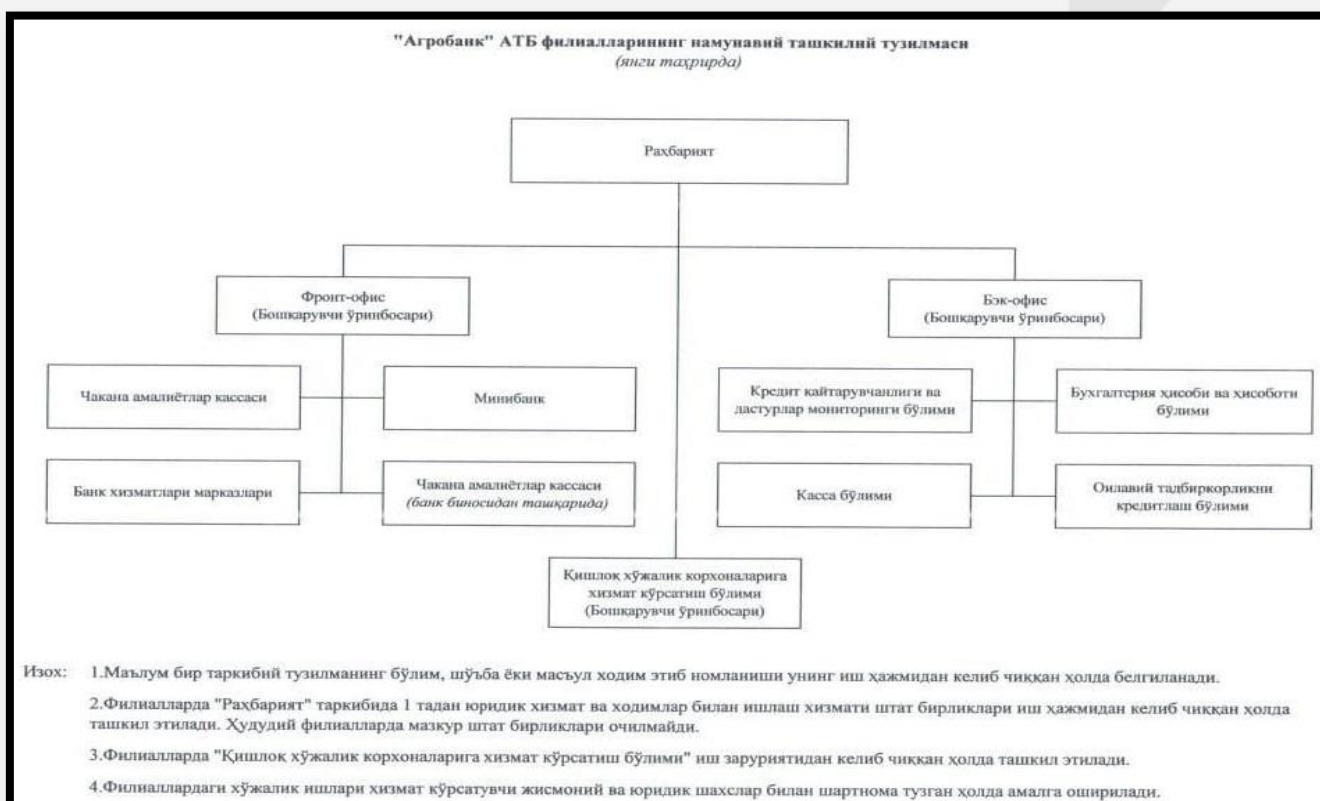 "Агробанк" АТБ филиалларининг намунавий ташкилий тузилмаси
(янги таҳрирда)
Раҳбарият
Фронт-офис
(Бошқарувчи ўринбосари)
Бэк-офис
(Бошқарувчи ўринбосари)
Чакана амалиётлар кассаси
Минибанк
Кредит қайтарувчанлиги ва
дастурлар мониторинги бўлими
Бухгалтерия ҳисоби ва ҳисоботи
бўлими
Банк хизматлари марказлари
Чакана амалиётлар кассаси
(банк биносидан ташқарида)
Касса бўлими
Оилавий тадбиркорликни
кредитлаш бўлими
Қишлоқ хўжалик корхоналарига
хизмат кўрсатиш бўлими
(Бошқарувчи ўринбосари)
Изох: 1.Маълум бир таркибий тузилманинг бўлим, шўъба ёки масъул ходим этиб номланиши унинг иш ҳажмидан келиб чиққан ҳолда белгиланади.
2.Филиалларда "Раҳбарият" таркибида 1 тадан юридик хизмат ва ходимлар билан ишлаш хизмати штат бирликлари иш ҳажмидан келиб чиққан ҳолда
ташкил этилади. Ҳудудий филиалларда мазкур штат бирликлари очилмайди.
3.Филиалларда "Қишлоқ хўжалик корхоналарига хизмат кўрсатиш бўлими" иш заруриятидан келиб чиққан ҳолда ташкил этилади.
4.Филиаллардаги хўжалик ишлари хизмат кўрсатувчи жисмоний ва юридик шахслар билан шартнома тузган ҳолда амалга оширилади.